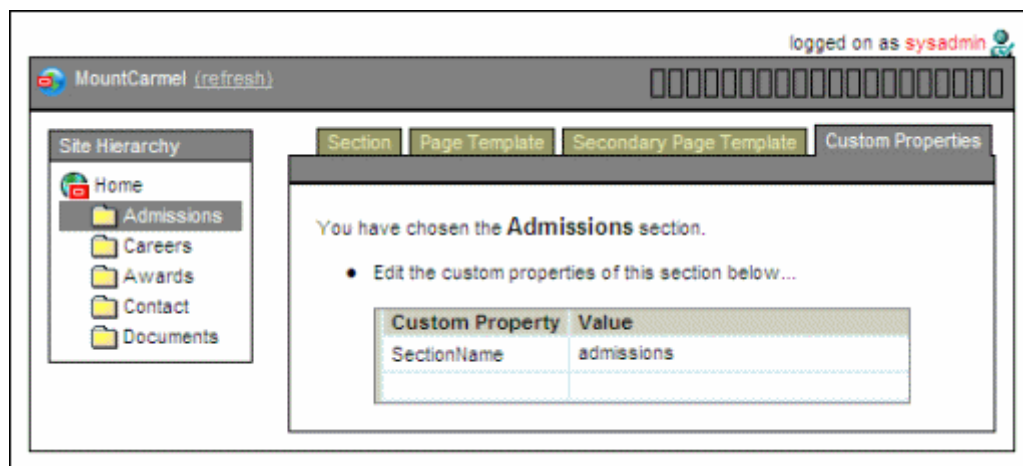 logged on as sysadmin
MountCarmel (refresh)
Site Hierarchy
Home
Admissions
Careers
Awards
Contact
Documents
Section Page Template Secondary Page Template Custom Properties
You have chosen the Admissions section.
• Edit the custom properties of this section below...
Custom Property Value
SectionName admissions